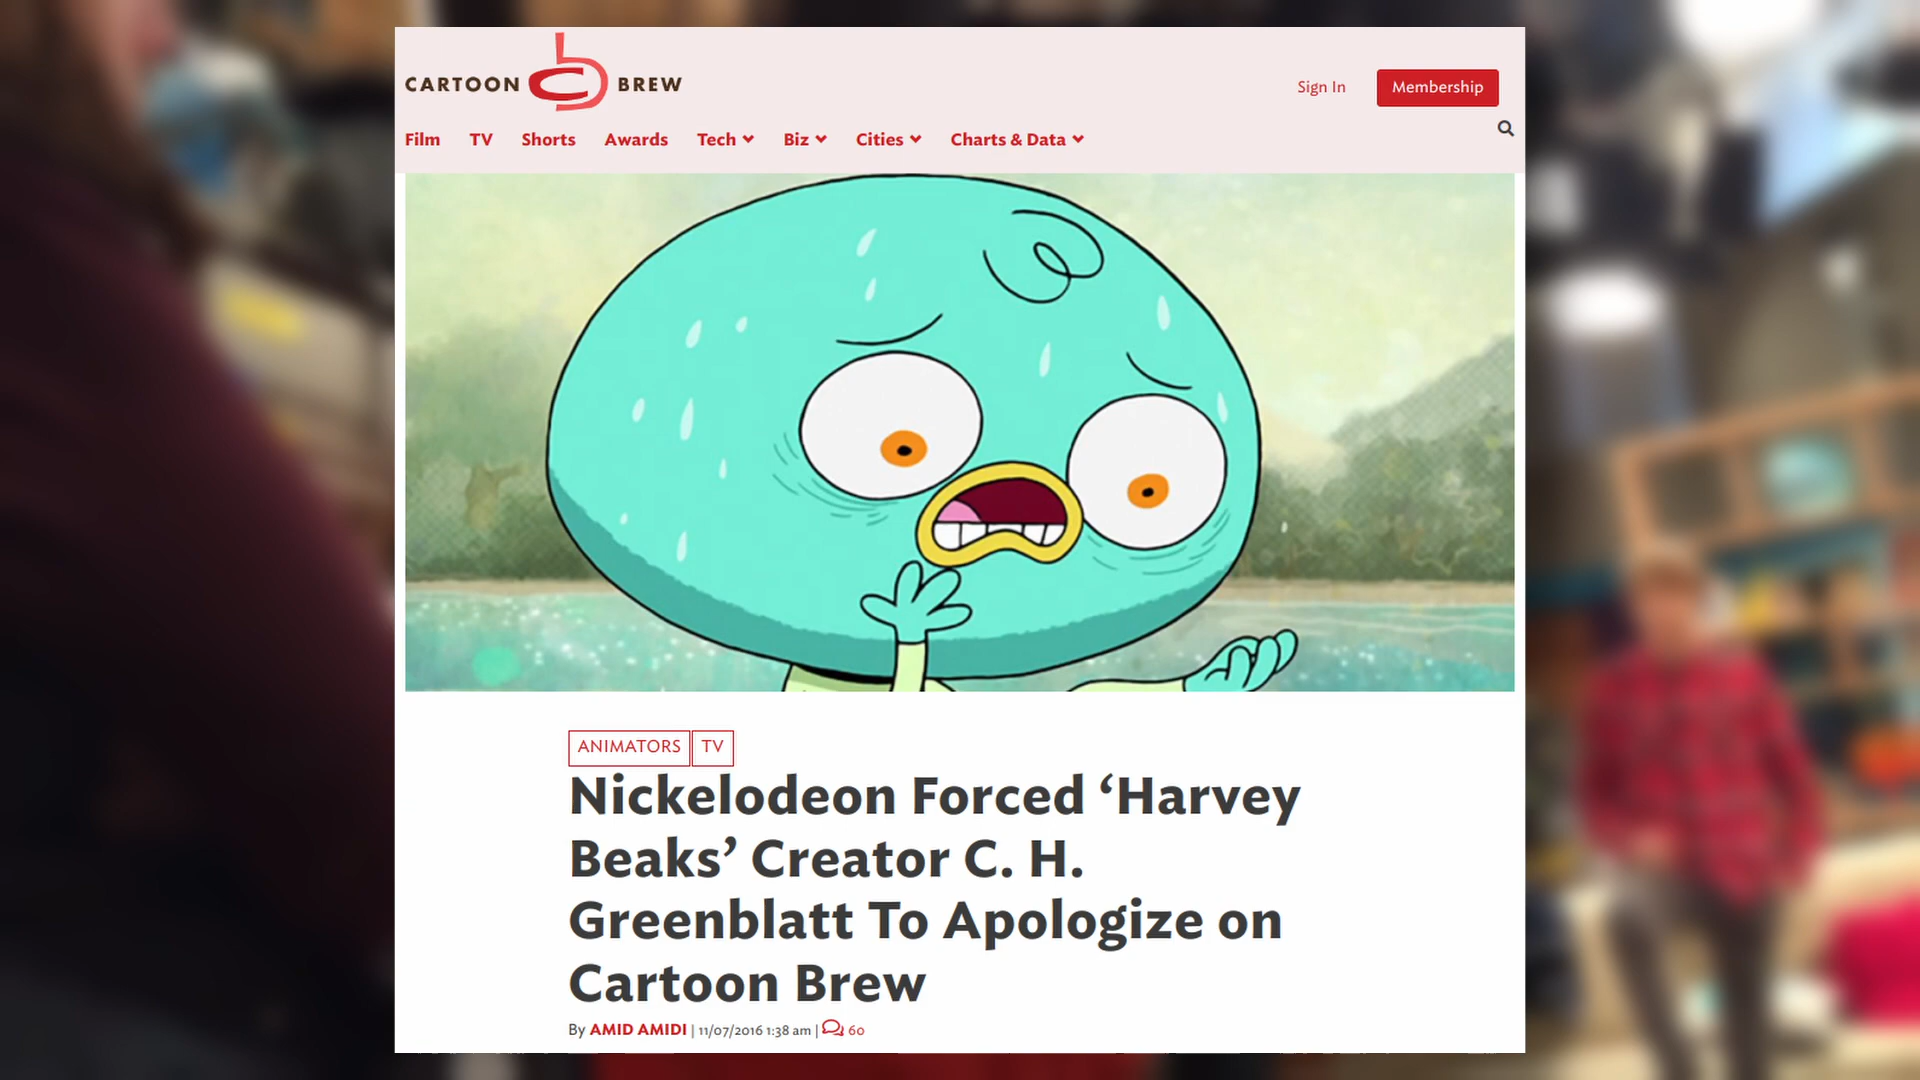 CARTOON BREW
Sign In
Membership
Film TV Shorts Awards Tech Biz Cities Charts & Data
ANIMATORS TV
Nickelodeon Forced ‘Harvey
Beaks’ Creator C. H.
Greenblatt To Apologize on
Cartoon Brew
By AMID AMIDI | 11/07/2016 1:38 am | 60